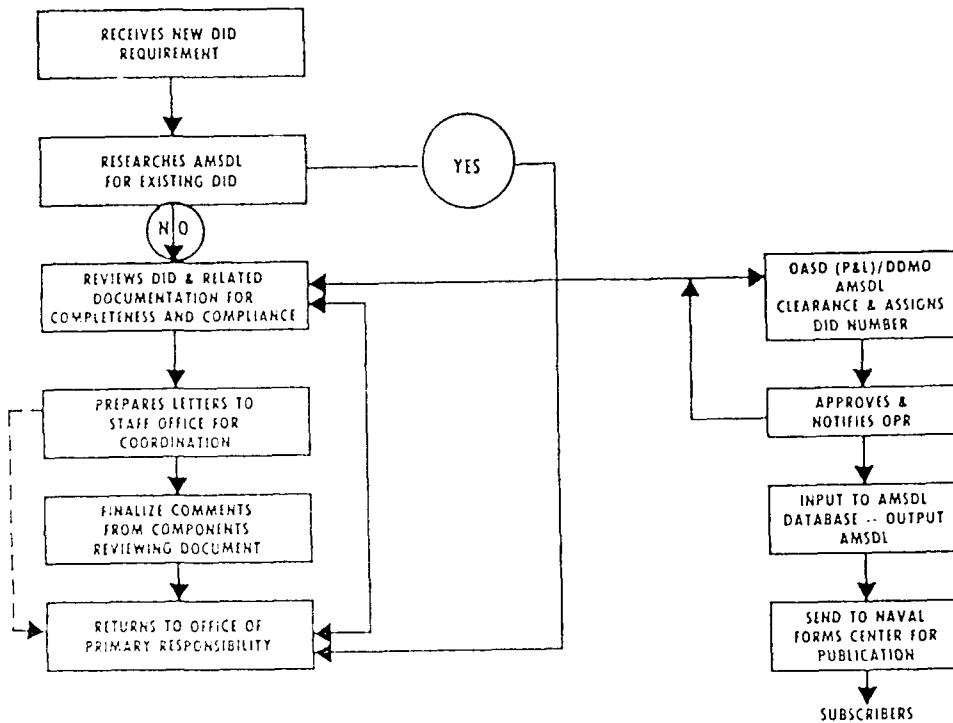 RECEIVES NEW DID
REQUIREMENT
RESEARCHES AMSDL
FOR EXISTING DID
YES
NO
REVIEWS DID & RELATED
DOCUMENTATION FOR
COMPLETENESS AND COMPLIANCE
PREPARES LETTERS TO
STAFF OFFICE FOR
COORDINATION
FINALIZE COMMENTS
FROM COMPONENTS
REVIEWING DOCUMENT
RETURNS TO OFFICE OF
PRIMARY RESPONSIBILITY
OASD (P&L)/DDMO
AMSDL
CLEARANCE & ASSIGNS
DID NUMBER
APPROVES &
NOTIFIES OPR
INPUT TO AMSDL
DATABASE -- OUTPUT
AMSDL
SEND TO NAVAL
FORMS CENTER FOR
PUBLICATION
SUBSCRIBERS